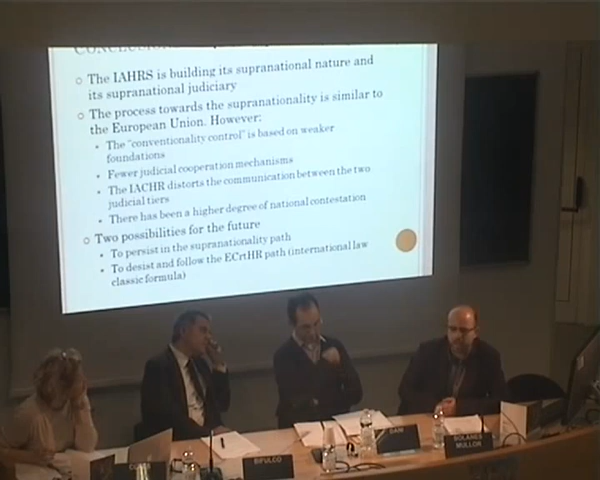 The IAHRS is building its supranational nature and
its supranational judiciary
The process towards the supranationality is similar to
the European Union. However:
The "conventionality control" is based on weaker
foundations
Fewer judicial cooperation mechanisms
The IACHR distorts the communication between the two
judicial tiers
There has been a higher degree of national contestation
Two possibilities for the future
To persist in the supranationality path
To desist and follow the ECrtHR path (international law
classic formula)
BIFULCO
SOLANES
MULLOR